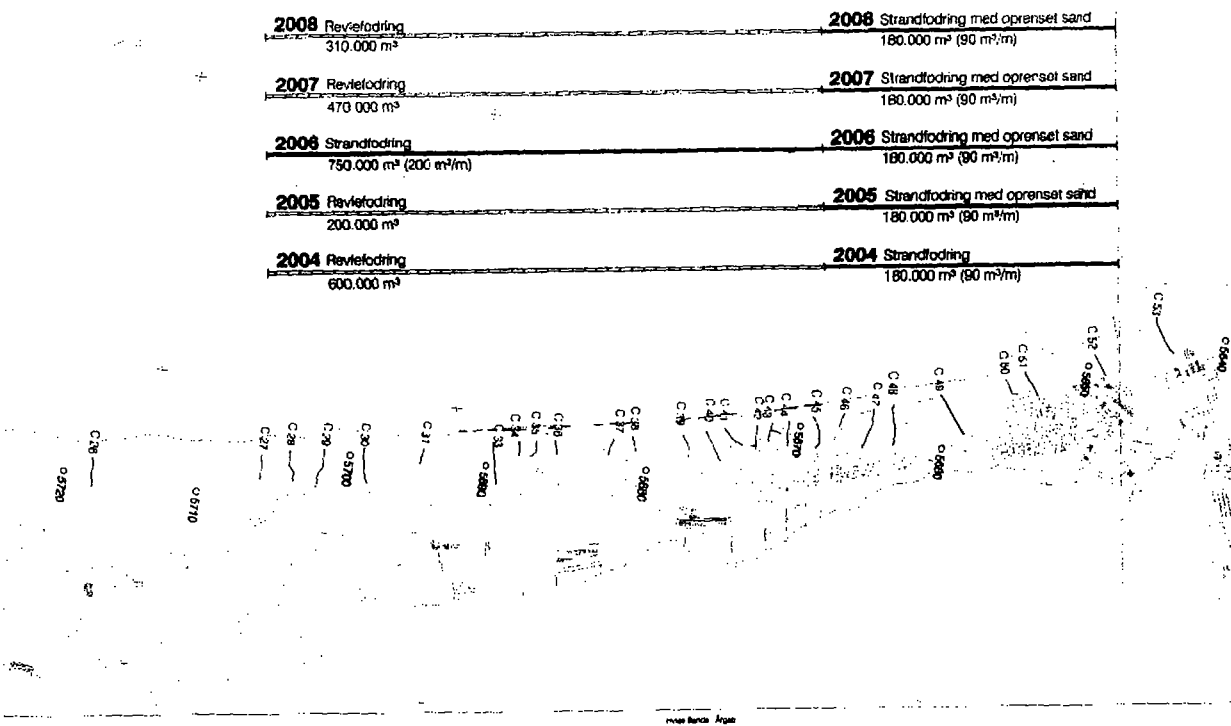 2008 Revlefodring
310.000 m³
2008 Strandfodring med oprenset sand
180.000 m³ (90 m³/m)
2007 Revlefodring
470 000 m³
2007 Strandfodring med oprenset sand
180.000 m³ (90 m³/m)
2006 Strandfodring
750.000 m³ (200 m³/m)
2006 Strandfodring med oprenset sand
180.000 m³ (90 m³/m)
2005 Revlefodring
200.000 m³
2005 Strandfodring med oprenset sand
180.000 m³ (90 m³/m)
2004 Revlefodring
600.000 m³
2004 Strandfodring
180.000 m³ (90 m³/m)
C 26
C 27
C 28
C 29
C 30
C 31
C 33
C 34
C 35
C 36
C 37
C 38
C 39
C 40
C 41
C 42
C 43
C 44
C 45
C 46
C 47
C 48
C 49
C 50
C 51
C 52
C 53
O 5720
O 5710
O 5700
O 5690
O 5680
O 5670
O 5660
O 5650
O 5640